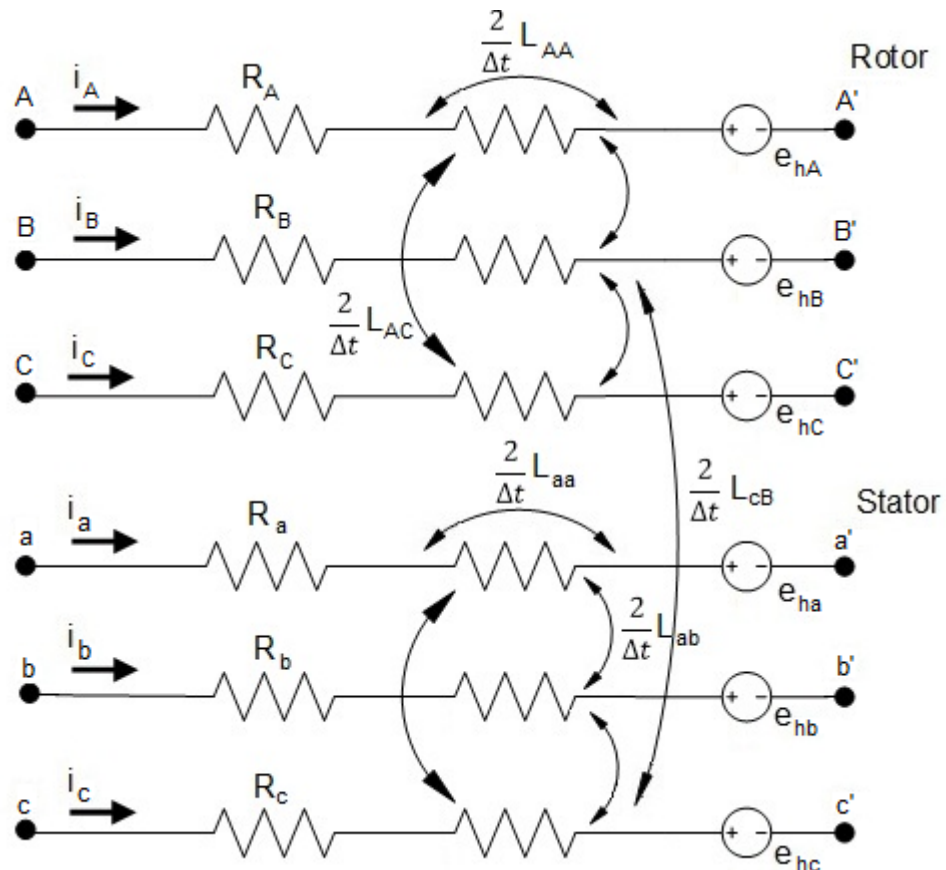 2/Δt L_AA
Rotor
A i_A R_A A'
e_hA
B i_B R_B B'
e_hB
2/Δt L_AC
C i_C R_C C'
e_hC
2/Δt L_aa
2/Δt L_cB
Stator
a i_a R_a a'
e_ha
2/Δt L_ab
b i_b R_b b'
e_hb
c i_c R_c c'
e_hc
+ -
+ -
+ -
+ -
+ -
+ -